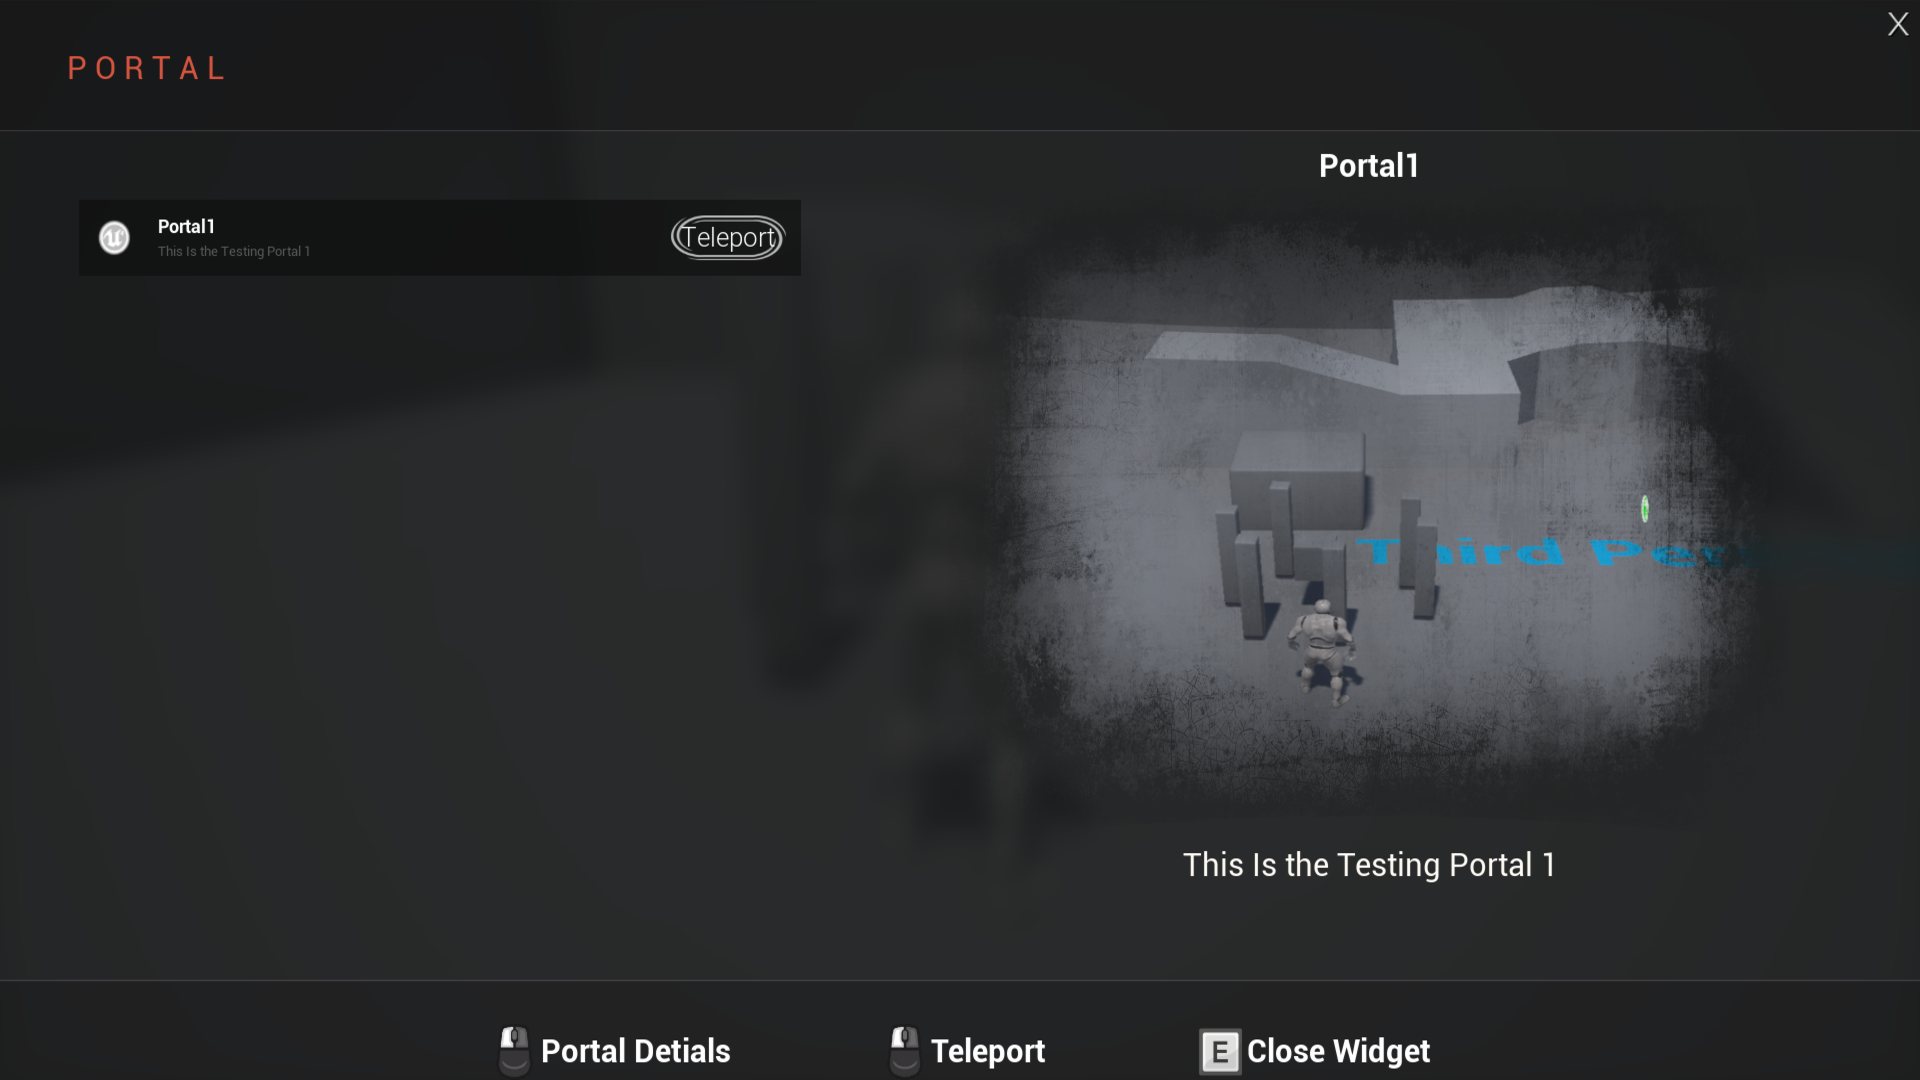 X
PORTAL
Portal1
Portal1
This Is the Testing Portal 1
Teleport
Third Per
This Is the Testing Portal 1
Portal Detials
Teleport
E Close Widget